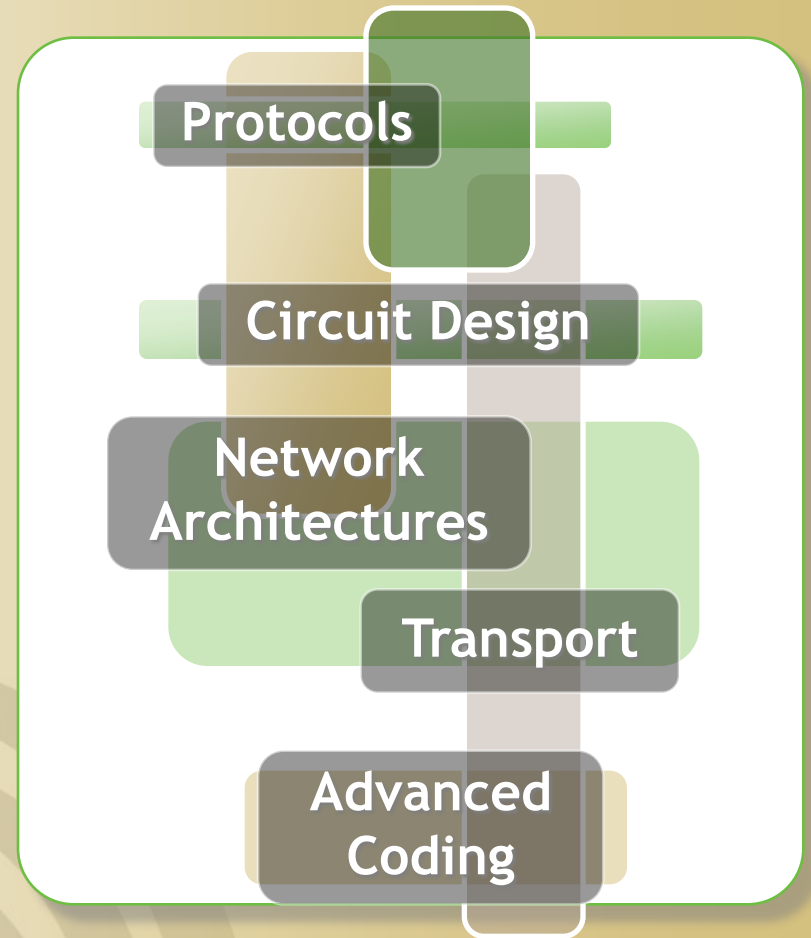 Protocols
Circuit Design
Network
Architectures
Transport
Advanced
Coding